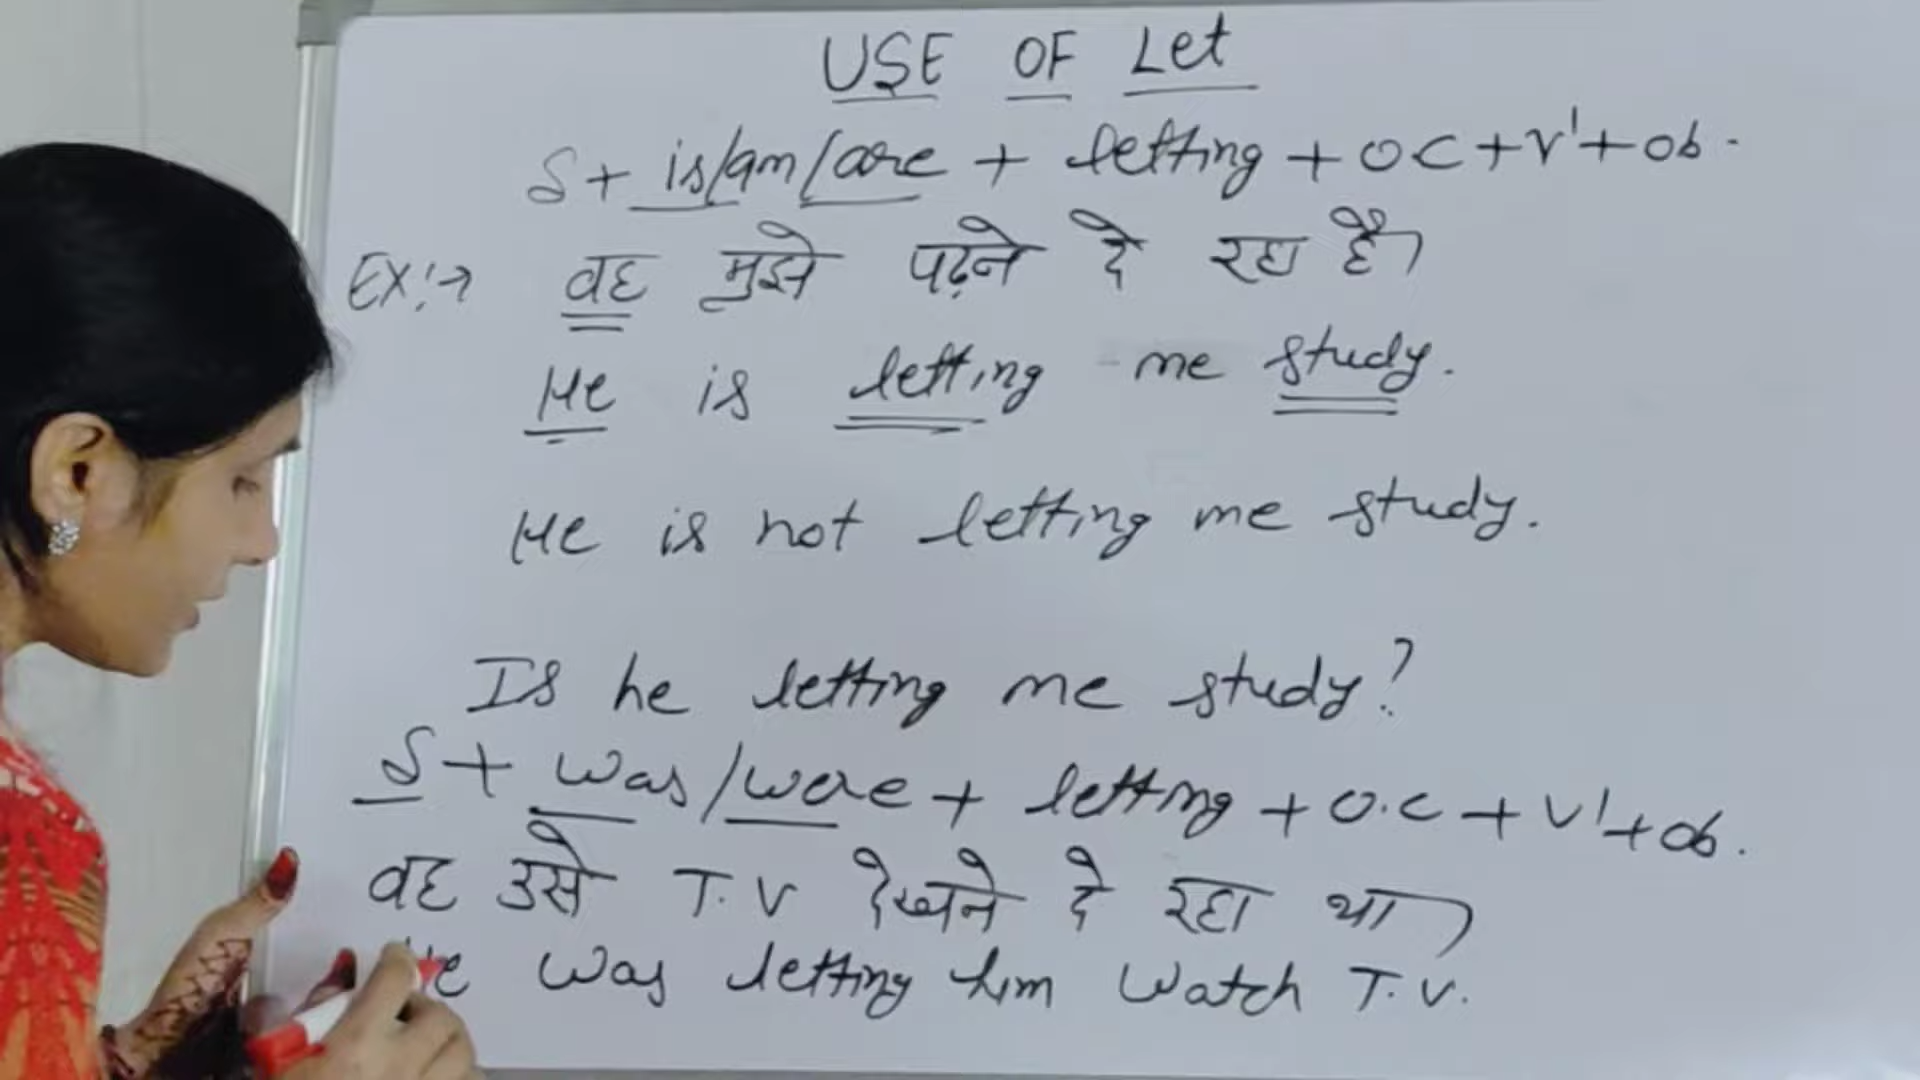 USE OF Let
S + is/am/are + letting + OC + V¹ + ob.
EX:→ वह मुझे पढ़ने दे रहा है।
He is letting me study.
He is not letting me study.
Is he letting me study?
S + was/were + letting + O.C + V¹ + ob.
वह उसे T.V देखने दे रहा था।
He was letting him watch T.V.